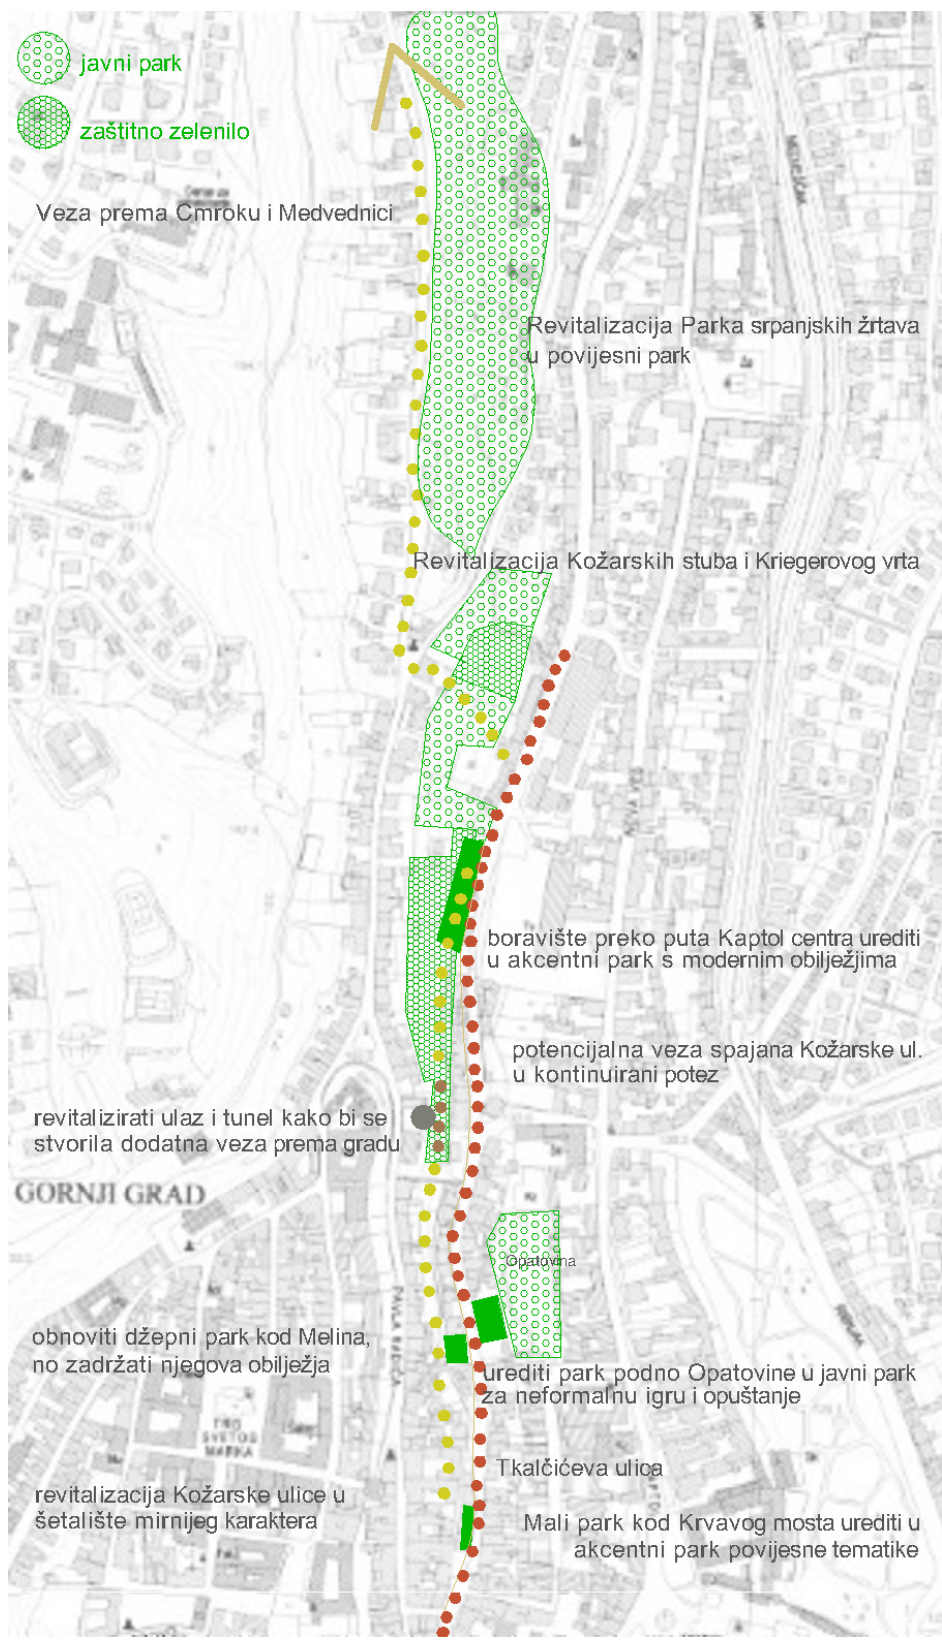 javni park
zaštitno zelenilo
Veza prema Cmroku i Medvednici
Revitalizacija Parka srpanjskih žrtava
u povijesni park
Revitalizacija Kožarskih stuba i Kriegerovog vrta
boravište preko puta Kaptol centra urediti
u akcentni park s modernim obilježjima
potencijalna veza spajana Kožarske ul.
u kontinuirani potez
revitalizirati ulaz i tunel kako bi se
stvorila dodatna veza prema gradu
GORNJI GRAD
Opatovina
obnoviti džepni park kod Melina,
no zadržati njegova obilježja
urediti park podno Opatovine u javni park
za neformalnu igru i opuštanje
TRG
SVETOG
MARKA
Tkalčićeva ulica
revitalizacija Kožarske ulice u
šetalište mirnijeg karaktera
Mali park kod Krvavog mosta urediti u
akcentni park povijesne tematike